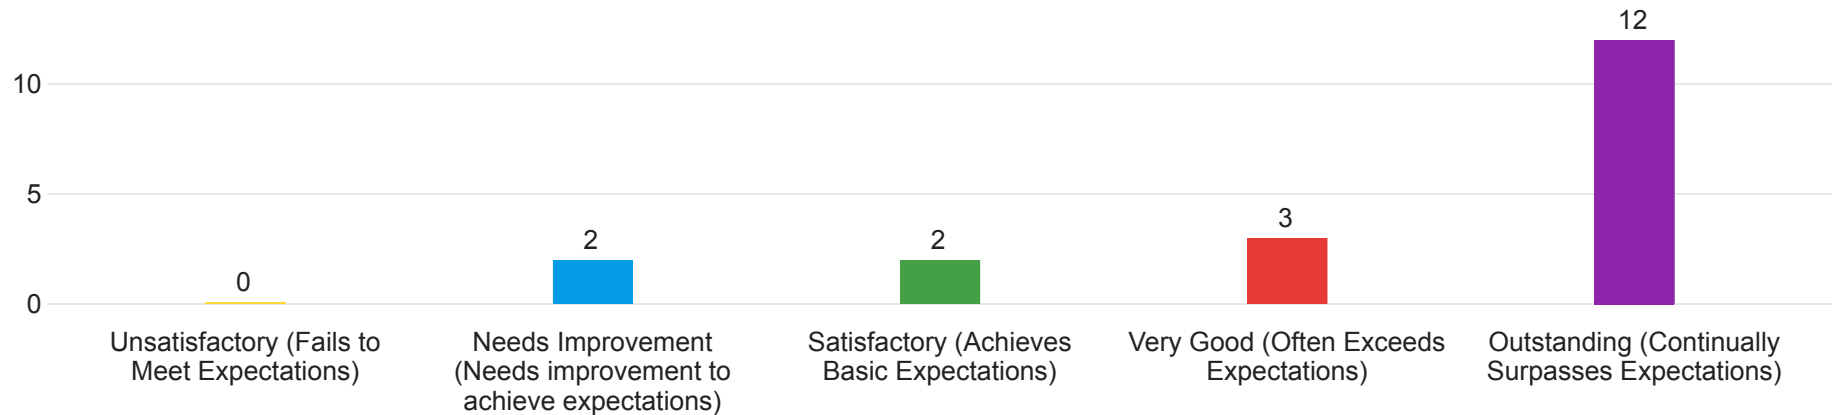 12
10
5
3
2
2
0
0
Unsatisfactory (Fails to
Meet Expectations)
Needs Improvement
(Needs improvement to
achieve expectations)
Satisfactory (Achieves
Basic Expectations)
Very Good (Often Exceeds
Expectations)
Outstanding (Continually
Surpasses Expectations)